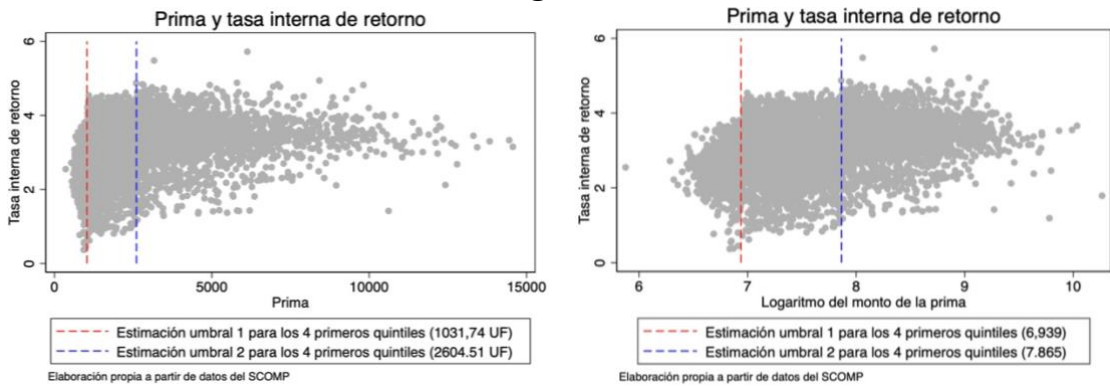 Prima y tasa interna de retorno
Tasa interna de retorno
6
4
2
0
0
5000
10000
15000
Prima
Estimación umbral 1 para los 4 primeros quintiles (1031,74 UF)
Estimación umbral 2 para los 4 primeros quintiles (2604.51 UF)
Elaboración propia a partir de datos del SCOMP
Prima y tasa interna de retorno
Tasa interna de retorno
6
4
2
0
6
7
8
9
10
Logaritmo del monto de la prima
Estimación umbral 1 para los 4 primeros quintiles (6,939)
Estimación umbral 2 para los 4 primeros quintiles (7.865)
Elaboración propia a partir de datos del SCOMP